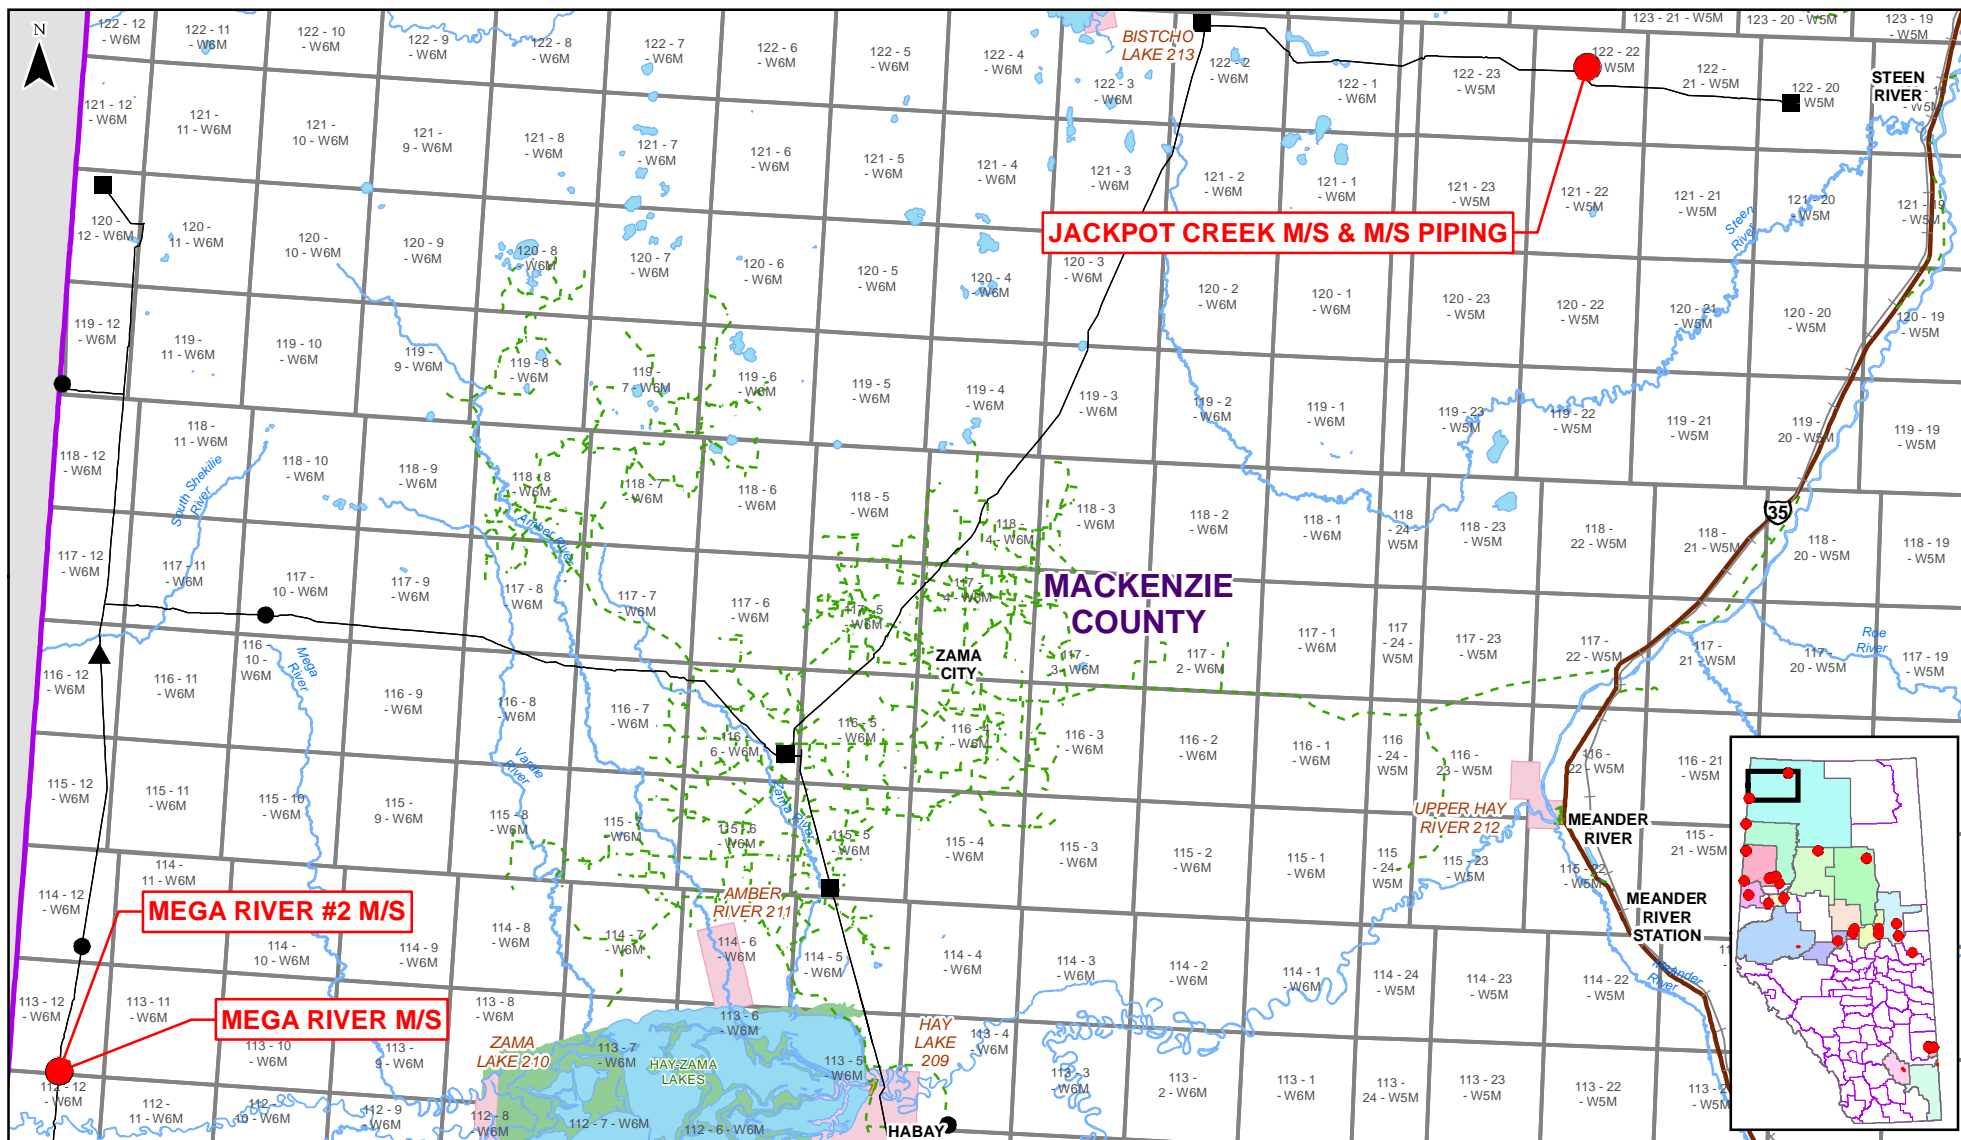 N
122 - 12
- W6M
122 - 11
- W6M
122 - 10
- W6M
122 - 9
- W6M
122 - 8
- W6M
122 - 7
- W6M
122 - 6
- W6M
122 - 5
- W6M
122 - 4
- W6M
122 - 3
- W6M
BISTCHO
LAKE 213
122 - 2
- W6M
122 - 1
- W6M
122 - 23
- W5M
122 - 22
- W5M
122 -
21 - W5M
122 - 20
- W5M
123 - 21 - W5M
123 - 20 - W5M
123 - 19
- W5M
STEEN
RIVER
121 - 12
- W6M
121 -
11 - W6M
121 -
10 - W6M
121 -
9 - W6M
121 - 8
- W6M
121 - 7
- W6M
121 - 6
- W6M
121 - 5
- W6M
121 - 4
- W6M
121 - 3
- W6M
121 - 2
- W6M
121 - 1
- W6M
121 - 23
- W5M
121 - 22
- W5M
121 - 21
- W5M
121 - 20
- W5M
121 - 19
- W5M
JACKPOT CREEK M/S & M/S PIPING
Steen
River
120 -
12 - W6M
120 -
11 - W6M
120 -
10 - W6M
120 - 9
- W6M
120 - 8
- W6M
120 - 7
- W6M
120 - 6
- W6M
120 - 5
- W6M
120 - 4
- W6M
120 - 3
- W6M
120 - 2
- W6M
120 - 1
- W6M
120 - 23
- W5M
120 - 22
- W5M
120 - 21
- W5M
120 - 20
- W5M
120 - 19
- W5M
119 - 12
- W6M
119 -
11 - W6M
119 - 10
- W6M
119 -
9 - W6M
119 - 8
- W6M
119 -
7 - W6M
119 - 6
- W6M
119 - 5
- W6M
119 - 4
- W6M
119 - 3
- W6M
119 - 2
- W6M
119 - 1
- W6M
119 - 23
- W5M
119 - 22
- W5M
119 - 21
- W5M
119 -
20 - W5M
119 - 19
- W5M
118 - 12
- W6M
118 -
11 - W6M
South Shekilie
River
118 - 10
- W6M
118 - 9
- W6M
118 - 8
- W6M
118 - 7
- W6M
118 - 6
- W6M
118 - 5
- W6M
118 -
4 - W6M
118 - 3
- W6M
118 - 2
- W6M
118 - 1
- W6M
118
- 24 -
W5M
118 - 23
- W5M
118 -
22 - W5M
118 -
21 - W5M
118 -
20 - W5M
118 - 19
- W5M
35
Amber River
117 - 12
- W6M
117 - 11
- W6M
117 -
10 - W6M
117 - 9
- W6M
117 - 8
- W6M
117 - 7
- W6M
117 - 6
- W6M
117 - 5
- W6M
117 -
4 - W6M
117 -
3 - W6M
117 -
2 - W6M
117 - 1
- W6M
117
- 24 -
W5M
117 - 23
- W5M
117 -
22 - W5M
117 -
21 - W5M
117 -
20 - W5M
117 - 19
- W5M
MACKENZIE
COUNTY
ZAMA
CITY
Roe
River
Mega
River
116 - 12
- W6M
116 - 11
- W6M
116 -
10 -
W6M
116 - 9
- W6M
116 - 8
- W6M
116 - 7
- W6M
116 -
6 - W6M
116 - 5
- W6M
116 - 4
- W6M
116 - 3
- W6M
116 - 2
- W6M
116 - 1
- W6M
116
- 24 -
W5M
116 -
23 - W5M
116 -
22 - W5M
116 - 21
- W5M
Vardie
River
Zama River
115 - 12
- W6M
115 - 11
- W6M
115 - 10
- W6M
115 -
9 - W6M
115 - 8
- W6M
115 - 7
- W6M
115 - 6
- W6M
115 - 5
- W6M
115 - 4
- W6M
115 - 3
- W6M
115 - 2
- W6M
115 - 1
- W6M
115
- 24 -
W5M
115 - 23
- W5M
115 - 22
- W5M
115 -
21 - W5M
UPPER HAY
RIVER 212
MEANDER
RIVER
MEANDER
RIVER
STATION
Meander
River
114 - 12
- W6M
114 -
11 - W6M
114 -
10 - W6M
114 - 9
- W6M
114 - 8
- W6M
114 - 7
- W6M
114 - 6
- W6M
114 - 5
- W6M
114 - 4
- W6M
114 - 3
- W6M
114 - 2
- W6M
114 - 1
- W6M
114 - 24
- W5M
114 - 23
- W5M
114 - 22
- W5M
AMBER
RIVER 211
MEGA RIVER #2 M/S
MEGA RIVER M/S
113 - 12
- W6M
113 - 11
- W6M
113 - 10
- W6M
113 -
9 - W6M
113 - 8
- W6M
113 - 7
- W6M
113 - 6
- W6M
113 - 5
- W6M
113 - 4
- W6M
113 - 3
- W6M
113 -
2 - W6M
113 - 1
- W6M
113 -
24 - W5M
113 - 23
- W5M
113 - 22
- W5M
ZAMA
LAKE 210
HAY-ZAMA
LAKES
HAY
LAKE
209
112 - 12
- W6M
112 -
11 - W6M
112 -
10 - W6M
112 - 9
- W6M
112 - 8
- W6M
112 - 7 - W6M
112 - 6 - W6M
HABAY